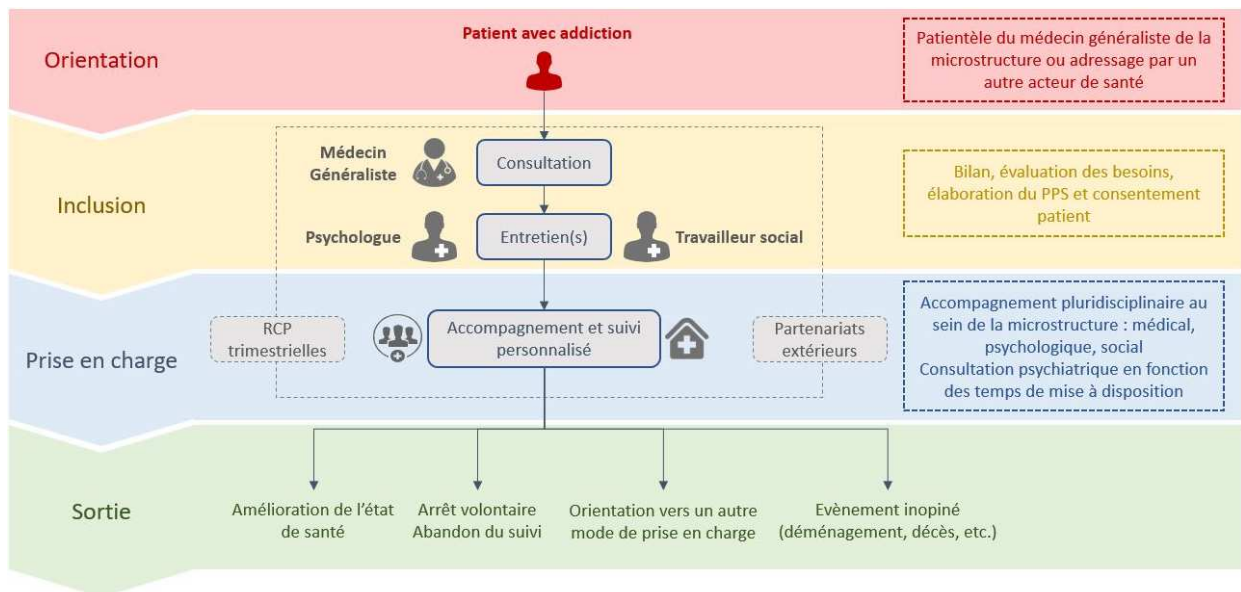 Orientation
Patient avec addiction
Patientèle du médecin généraliste de la
microstructure ou adressage par un
autre acteur de santé
Inclusion
Médecin
Généraliste
Consultation
Psychologue
Entretien(s)
Travailleur social
Bilan, évaluation des besoins,
élaboration du PPS et consentement
patient
Prise en charge
RCP
trimestrielles
Accompagnement et suivi
personnalisé
Partenariats
extérieurs
Accompagnement pluridisciplinaire au
sein de la microstructure : médical,
psychologique, social
Consultation psychiatrique en fonction
des temps de mise à disposition
Sortie
Amélioration de l'état
de santé
Arrêt volontaire
Abandon du suivi
Orientation vers un autre
mode de prise en charge
Evènement inopiné
(déménagement, décès, etc.)